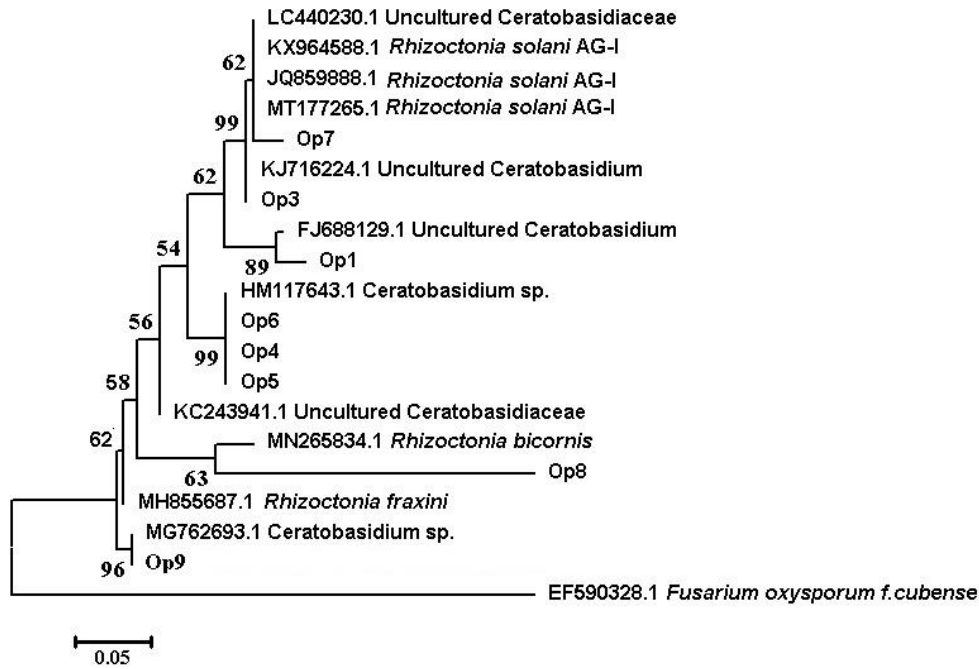 LC440230.1 Uncultured Ceratobasidiaceae
KX964588.1 Rhizoctonia solani AG-I
62
JQ859888.1 Rhizoctonia solani AG-I
MT177265.1 Rhizoctonia solani AG-I
99
Op7
KJ716224.1 Uncultured Ceratobasidium
62
Op3
FJ688129.1 Uncultured Ceratobasidium
54
Op1
89
HM117643.1 Ceratobasidium sp.
Op6
56
Op4
99
Op5
58
KC243941.1 Uncultured Ceratobasidiaceae
62
MN265834.1 Rhizoctonia bicornis
63
Op8
MH855687.1 Rhizoctonia fraxini
MG762693.1 Ceratobasidium sp.
96
Op9
EF590328.1 Fusarium oxysporum f.cubense
0.05